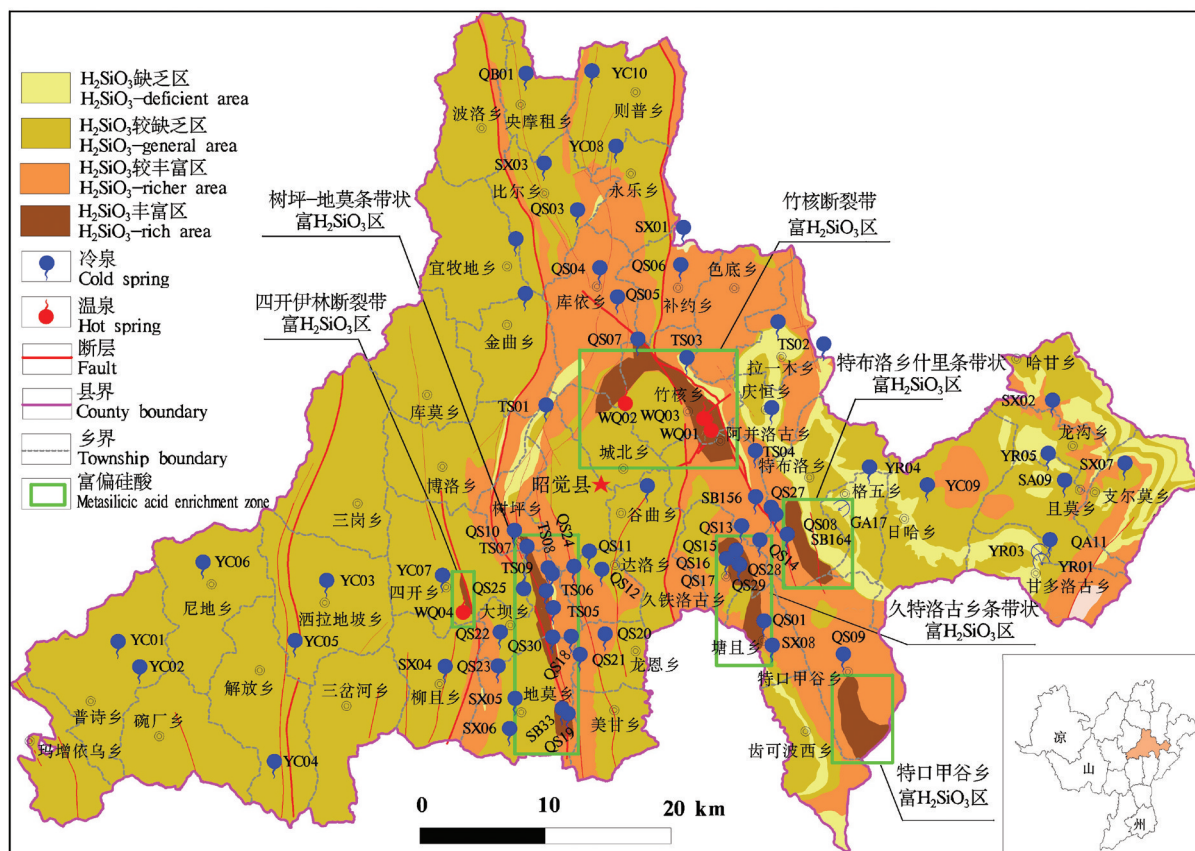 H₂SiO₃缺乏区
H₂SiO₃-deficient area
H₂SiO₃较缺乏区
H₂SiO₃-general area
H₂SiO₃较丰富区
H₂SiO₃-richer area
H₂SiO₃丰富区
H₂SiO₃-rich area
冷泉
Cold spring
温泉
Hot spring
断层
Fault
县界
County boundary
乡界
Township boundary
富偏硅酸
Metasilicic acid enrichment zone
树坪-地莫条带状
富H₂SiO₃区
四开伊林断裂带
富H₂SiO₃区
竹核断裂带
富H₂SiO₃区
特布洛乡什里条带状
富H₂SiO₃区
久特洛古乡条带状
富H₂SiO₃区
特口甲谷乡
富H₂SiO₃区
QB01
YC10
波洛乡
央摩租乡
则普乡
YC08
SX03
比尔乡
永乐乡
QS03
SX01
宜牧地乡
QS04
QS06
色底乡
库依乡
QS05
补约乡
金曲乡
QS07
TS03
TS02
拉一木乡
哈甘乡
竹核乡
庆恒乡
库莫乡
TS01
WQ02
WQ03
WQ01
阿并洛古乡
SX02
龙沟乡
城北乡
TS04
特布洛乡
YR04
YR05
SX07
博洛乡
昭觉县
格五乡
YC09
SA09
支尔莫乡
且莫乡
三岗乡
树坪乡
谷曲乡
SB156
QS27
GA17
日哈乡
QS10
TS08
QS24
QS13
QS08
SB164
TS07
QS11
达洛乡
QS15
QS14
YR03
QA11
YC06
YC07
TS09
QS16
QS28
YR01
尼地乡
YC03
四开乡
QS25
TS06
QS12
QS17
QS29
甘多洛古乡
洒拉地坡乡
WQ04
大坝乡
TS05
久铁洛古乡
YC01
YC05
QS22
QS30
QS20
QS01
YC02
SX04
QS23
QS18
QS21
龙恩乡
塘且乡
SX08
QS09
解放乡
三岔河乡
柳且乡
SX05
地莫乡
特口甲谷乡
普诗乡
碗厂乡
SX06
SB33
QS19
美甘乡
玛增依乌乡
齿可波西乡
YC04
0
10
20 km
凉
山
州